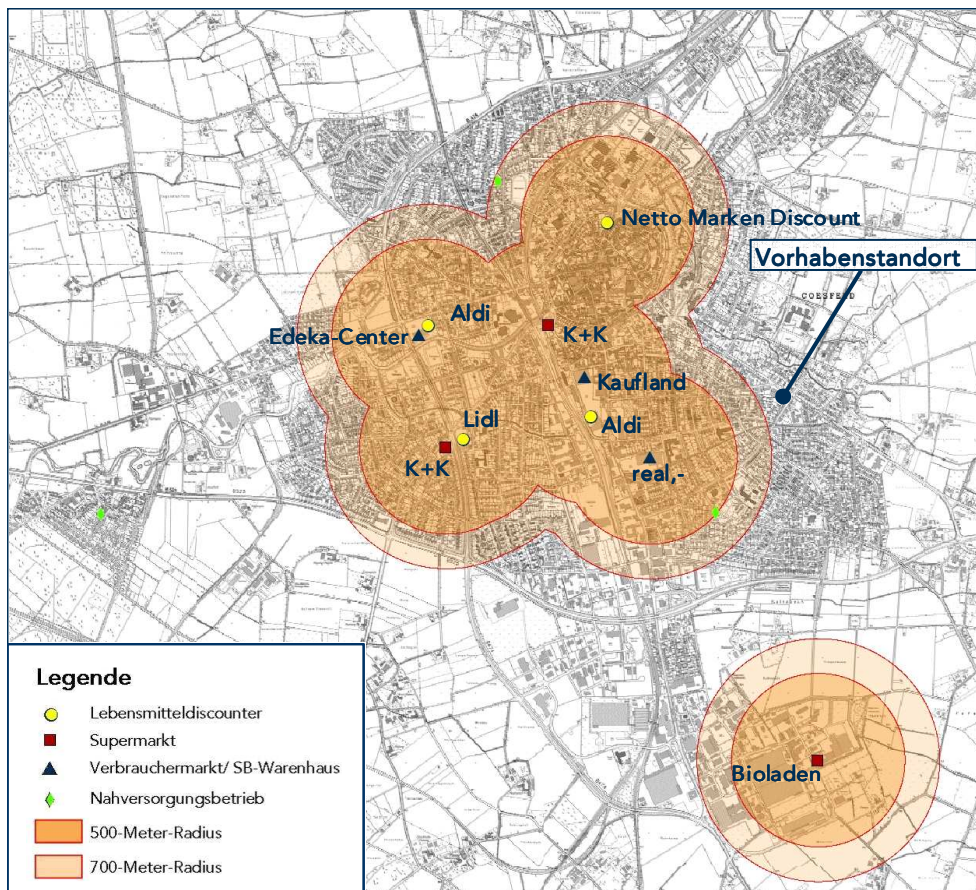 Netto Marken Discount
Vorhabenstandort
COESFELD
Aldi
Edeka-Center
K+K
Kaufland
Lidl
Aldi
K+K
real,-
Bioladen
Legende
Lebensmitteldiscounter
Supermarkt
Verbrauchermarkt/ SB-Warenhaus
Nahversorgungsbetrieb
500-Meter-Radius
700-Meter-Radius